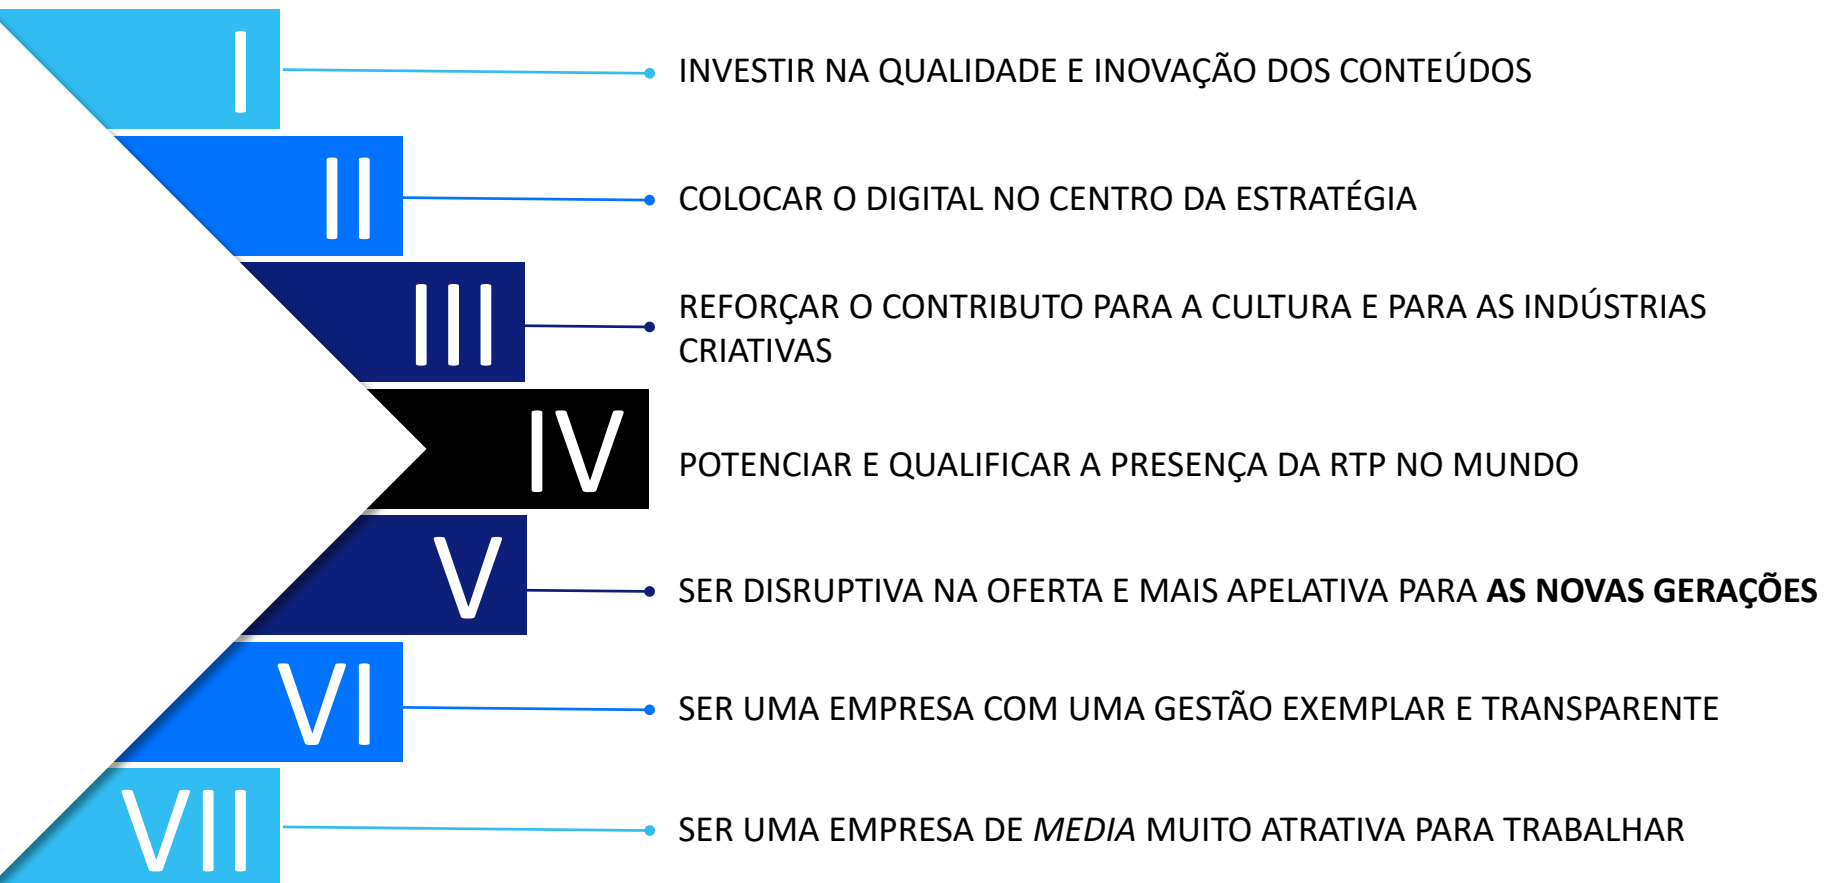 I
INVESTIR NA QUALIDADE E INOVAÇÃO DOS CONTEÚDOS
II
COLOCAR O DIGITAL NO CENTRO DA ESTRATÉGIA
III
REFORÇAR O CONTRIBUTO PARA A CULTURA E PARA AS INDÚSTRIAS
CRIATIVAS
IV
POTENCIAR E QUALIFICAR A PRESENÇA DA RTP NO MUNDO
V
SER DISRUPTIVA NA OFERTA E MAIS APELATIVA PARA AS NOVAS GERAÇÕES
VI
SER UMA EMPRESA COM UMA GESTÃO EXEMPLAR E TRANSPARENTE
VII
SER UMA EMPRESA DE MEDIA MUITO ATRATIVA PARA TRABALHAR